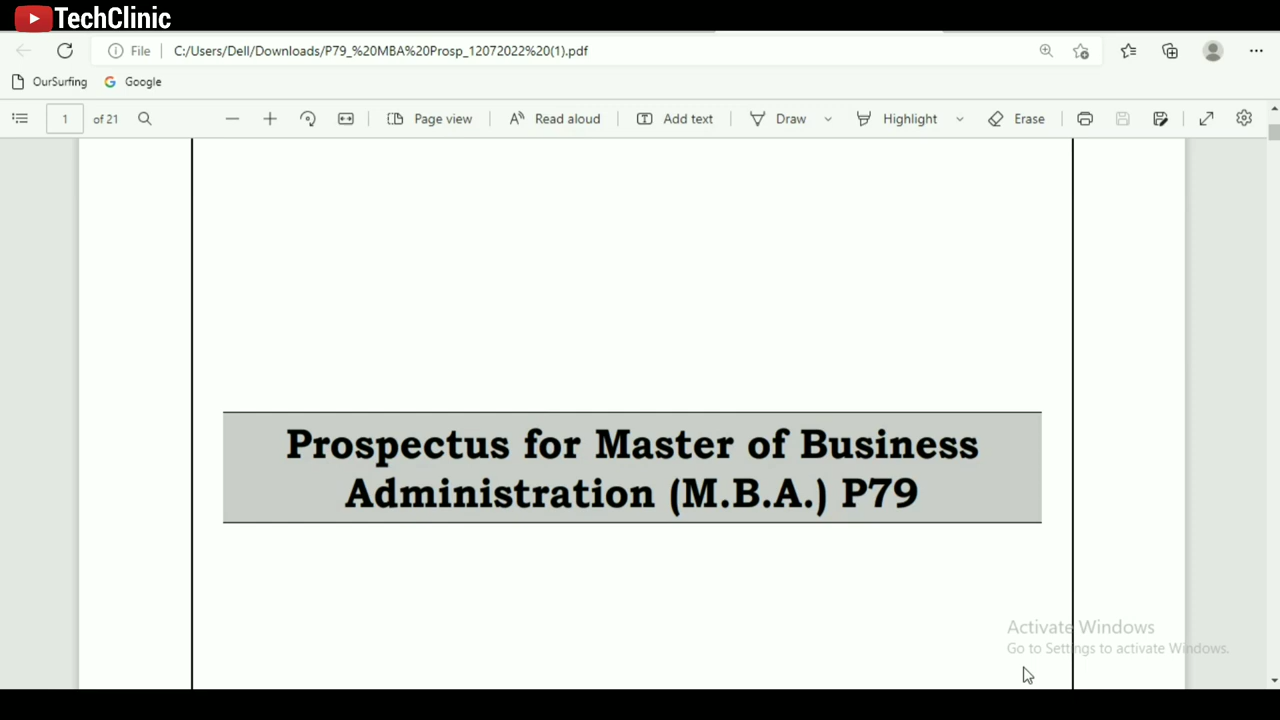 TechClinic
File C:/Users/Dell/Downloads/P79_%20MBA%20Prosp_12072022%20(1).pdf
OurSurfing Google
1 of 21 Page view Read aloud Add text Draw Highlight Erase
Prospectus for Master of Business
Administration (M.B.A.) P79
Activate Windows
Go to Settings to activate Windows.